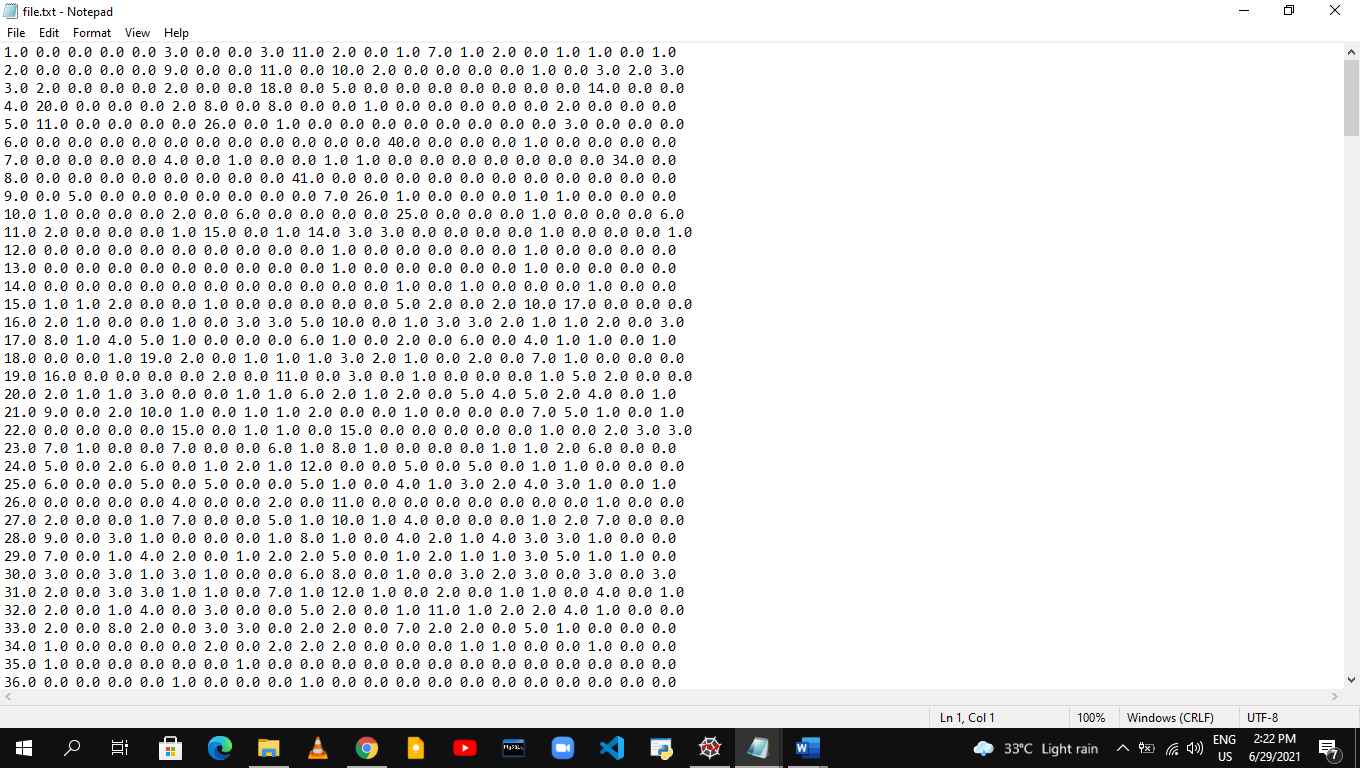 file.txt - Notepad
File Edit Format View Help
1.0 0.0 0.0 0.0 0.0 3.0 0.0 0.0 3.0 11.0 2.0 0.0 1.0 7.0 1.0 2.0 0.0 1.0 1.0 0.0 1.0
2.0 0.0 0.0 0.0 0.0 9.0 0.0 0.0 11.0 0.0 10.0 2.0 0.0 0.0 0.0 0.0 1.0 0.0 3.0 2.0 3.0
3.0 2.0 0.0 0.0 0.0 2.0 0.0 0.0 18.0 0.0 5.0 0.0 0.0 0.0 0.0 0.0 0.0 0.0 14.0 0.0 0.0
4.0 20.0 0.0 0.0 0.0 2.0 8.0 0.0 8.0 0.0 0.0 1.0 0.0 0.0 0.0 0.0 0.0 2.0 0.0 0.0 0.0
5.0 11.0 0.0 0.0 0.0 0.0 26.0 0.0 1.0 0.0 0.0 0.0 0.0 0.0 0.0 0.0 0.0 3.0 0.0 0.0 0.0
6.0 0.0 0.0 0.0 0.0 0.0 0.0 0.0 0.0 0.0 0.0 0.0 40.0 0.0 0.0 0.0 1.0 0.0 0.0 0.0 0.0
7.0 0.0 0.0 0.0 0.0 4.0 0.0 1.0 0.0 0.0 1.0 1.0 0.0 0.0 0.0 0.0 0.0 0.0 0.0 34.0 0.0
8.0 0.0 0.0 0.0 0.0 0.0 0.0 0.0 0.0 41.0 0.0 0.0 0.0 0.0 0.0 0.0 0.0 0.0 0.0 0.0 0.0
9.0 0.0 5.0 0.0 0.0 0.0 0.0 0.0 0.0 0.0 7.0 26.0 1.0 0.0 0.0 0.0 1.0 1.0 0.0 0.0 0.0
10.0 1.0 0.0 0.0 0.0 2.0 0.0 6.0 0.0 0.0 0.0 0.0 25.0 0.0 0.0 0.0 1.0 0.0 0.0 0.0 6.0
11.0 2.0 0.0 0.0 0.0 1.0 15.0 0.0 1.0 14.0 3.0 3.0 0.0 0.0 0.0 0.0 1.0 0.0 0.0 0.0 1.0
12.0 0.0 0.0 0.0 0.0 0.0 0.0 0.0 0.0 0.0 1.0 0.0 0.0 0.0 0.0 0.0 1.0 0.0 0.0 0.0 0.0
13.0 0.0 0.0 0.0 0.0 0.0 0.0 0.0 0.0 0.0 1.0 0.0 0.0 0.0 0.0 0.0 1.0 0.0 0.0 0.0 0.0
14.0 0.0 0.0 0.0 0.0 0.0 0.0 0.0 0.0 0.0 0.0 0.0 1.0 0.0 1.0 0.0 0.0 0.0 1.0 0.0 0.0
15.0 1.0 1.0 2.0 0.0 0.0 1.0 0.0 0.0 0.0 0.0 0.0 5.0 2.0 0.0 2.0 10.0 17.0 0.0 0.0 0.0
16.0 2.0 1.0 0.0 0.0 1.0 0.0 3.0 3.0 5.0 10.0 0.0 1.0 3.0 3.0 2.0 1.0 1.0 2.0 0.0 3.0
17.0 8.0 1.0 4.0 5.0 1.0 0.0 0.0 0.0 6.0 1.0 0.0 2.0 0.0 6.0 0.0 4.0 1.0 1.0 0.0 1.0
18.0 0.0 0.0 1.0 19.0 2.0 0.0 1.0 1.0 1.0 3.0 2.0 1.0 0.0 2.0 0.0 7.0 1.0 0.0 0.0 0.0
19.0 16.0 0.0 0.0 0.0 0.0 2.0 0.0 11.0 0.0 3.0 0.0 1.0 0.0 0.0 0.0 1.0 5.0 2.0 0.0 0.0
20.0 2.0 1.0 1.0 3.0 0.0 0.0 1.0 1.0 6.0 2.0 1.0 2.0 0.0 5.0 4.0 5.0 2.0 4.0 0.0 1.0
21.0 9.0 0.0 2.0 10.0 1.0 0.0 1.0 1.0 2.0 0.0 0.0 1.0 0.0 0.0 0.0 7.0 5.0 1.0 0.0 1.0
22.0 0.0 0.0 0.0 0.0 15.0 0.0 1.0 1.0 0.0 15.0 0.0 0.0 0.0 0.0 0.0 1.0 0.0 2.0 3.0 3.0
23.0 7.0 1.0 0.0 0.0 7.0 0.0 0.0 6.0 1.0 8.0 1.0 0.0 0.0 0.0 1.0 1.0 2.0 6.0 0.0 0.0
24.0 5.0 0.0 2.0 6.0 0.0 1.0 2.0 1.0 12.0 0.0 0.0 5.0 0.0 5.0 0.0 1.0 1.0 0.0 0.0 0.0
25.0 6.0 0.0 0.0 5.0 0.0 5.0 0.0 0.0 5.0 1.0 0.0 4.0 1.0 3.0 2.0 4.0 3.0 1.0 0.0 1.0
26.0 0.0 0.0 0.0 0.0 4.0 0.0 0.0 2.0 0.0 11.0 0.0 0.0 0.0 0.0 0.0 0.0 0.0 1.0 0.0 0.0
27.0 2.0 0.0 0.0 1.0 7.0 0.0 0.0 5.0 1.0 10.0 1.0 4.0 0.0 0.0 0.0 1.0 2.0 7.0 0.0 0.0
28.0 9.0 0.0 3.0 1.0 0.0 0.0 0.0 1.0 8.0 1.0 0.0 4.0 2.0 1.0 4.0 3.0 3.0 1.0 0.0 0.0
29.0 7.0 0.0 1.0 4.0 2.0 0.0 1.0 2.0 2.0 5.0 0.0 1.0 2.0 1.0 1.0 3.0 5.0 1.0 1.0 0.0
30.0 3.0 0.0 3.0 1.0 3.0 1.0 0.0 0.0 6.0 8.0 0.0 1.0 0.0 3.0 2.0 3.0 0.0 3.0 0.0 3.0
31.0 2.0 0.0 3.0 3.0 1.0 1.0 0.0 7.0 1.0 12.0 1.0 0.0 2.0 0.0 1.0 1.0 0.0 4.0 0.0 1.0
32.0 2.0 0.0 1.0 4.0 0.0 3.0 0.0 0.0 5.0 2.0 0.0 1.0 11.0 1.0 2.0 2.0 4.0 1.0 0.0 0.0
33.0 2.0 0.0 8.0 2.0 0.0 3.0 3.0 0.0 2.0 2.0 0.0 7.0 2.0 2.0 0.0 5.0 1.0 0.0 0.0 0.0
34.0 1.0 0.0 0.0 0.0 0.0 2.0 0.0 2.0 2.0 2.0 0.0 0.0 0.0 1.0 1.0 0.0 0.0 1.0 0.0 0.0
35.0 1.0 0.0 0.0 0.0 0.0 0.0 1.0 0.0 0.0 0.0 0.0 0.0 0.0 0.0 0.0 0.0 0.0 0.0 0.0 0.0
36.0 0.0 0.0 0.0 0.0 1.0 0.0 0.0 0.0 1.0 0.0 0.0 0.0 0.0 0.0 0.0 0.0 0.0 0.0 0.0 0.0
Ln 1, Col 1 100% Windows (CRLF) UTF-8
MySQL
33°C Light rain
ENG
US
2:22 PM
6/29/2021
7